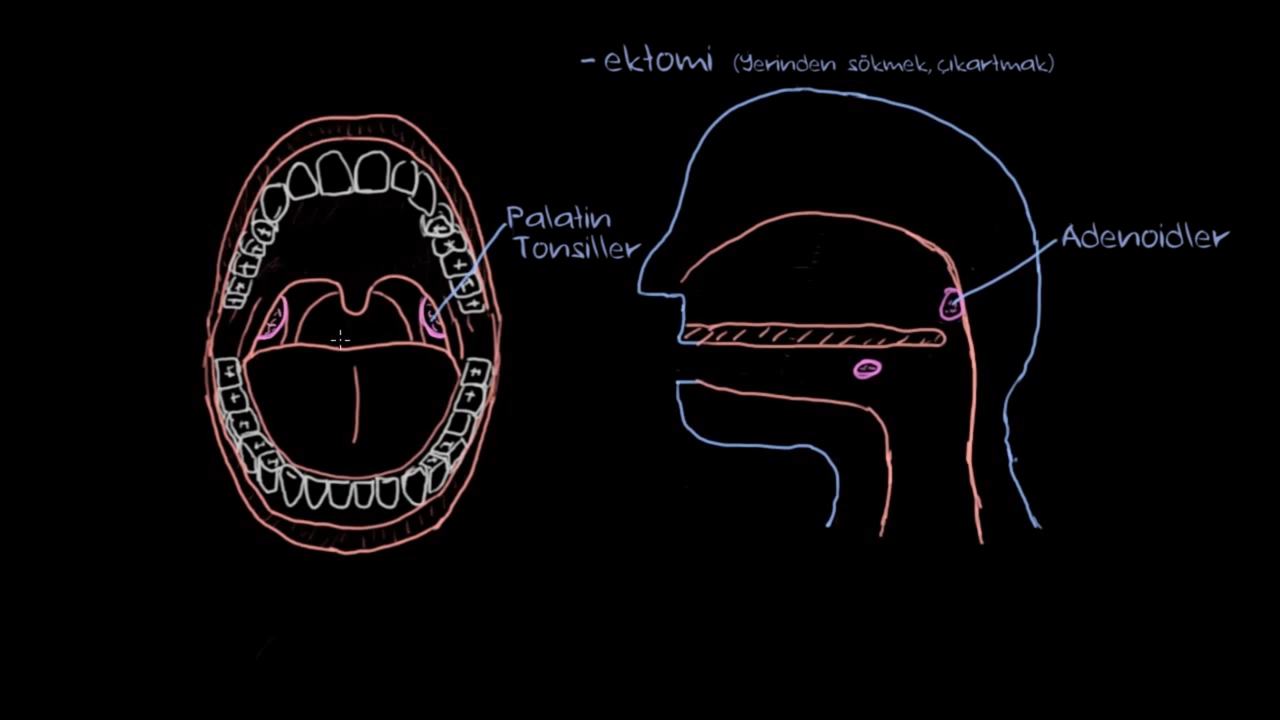 -ektomi (Yerinden sökmek, çıkartmak)
Palatin
Tonsiller
Adenoidler